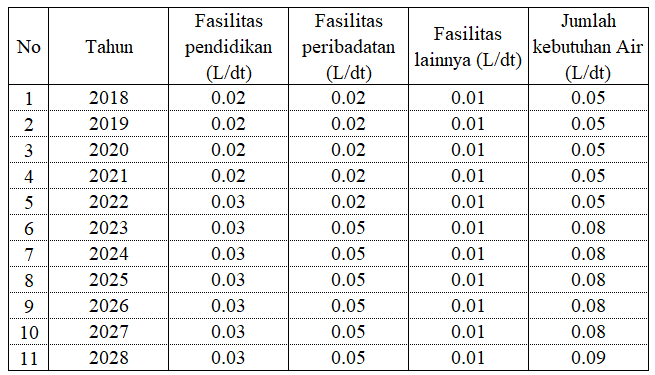 No Tahun Fasilitas pendidikan (L/dt) Fasilitas peribadatan (L/dt) Fasilitas lainnya (L/dt) Jumlah kebutuhan Air (L/dt)
1 2018 0.02 0.02 0.01 0.05
2 2019 0.02 0.02 0.01 0.05
3 2020 0.02 0.02 0.01 0.05
4 2021 0.02 0.02 0.01 0.05
5 2022 0.03 0.02 0.01 0.05
6 2023 0.03 0.05 0.01 0.08
7 2024 0.03 0.05 0.01 0.08
8 2025 0.03 0.05 0.01 0.08
9 2026 0.03 0.05 0.01 0.08
10 2027 0.03 0.05 0.01 0.08
11 2028 0.03 0.05 0.01 0.09